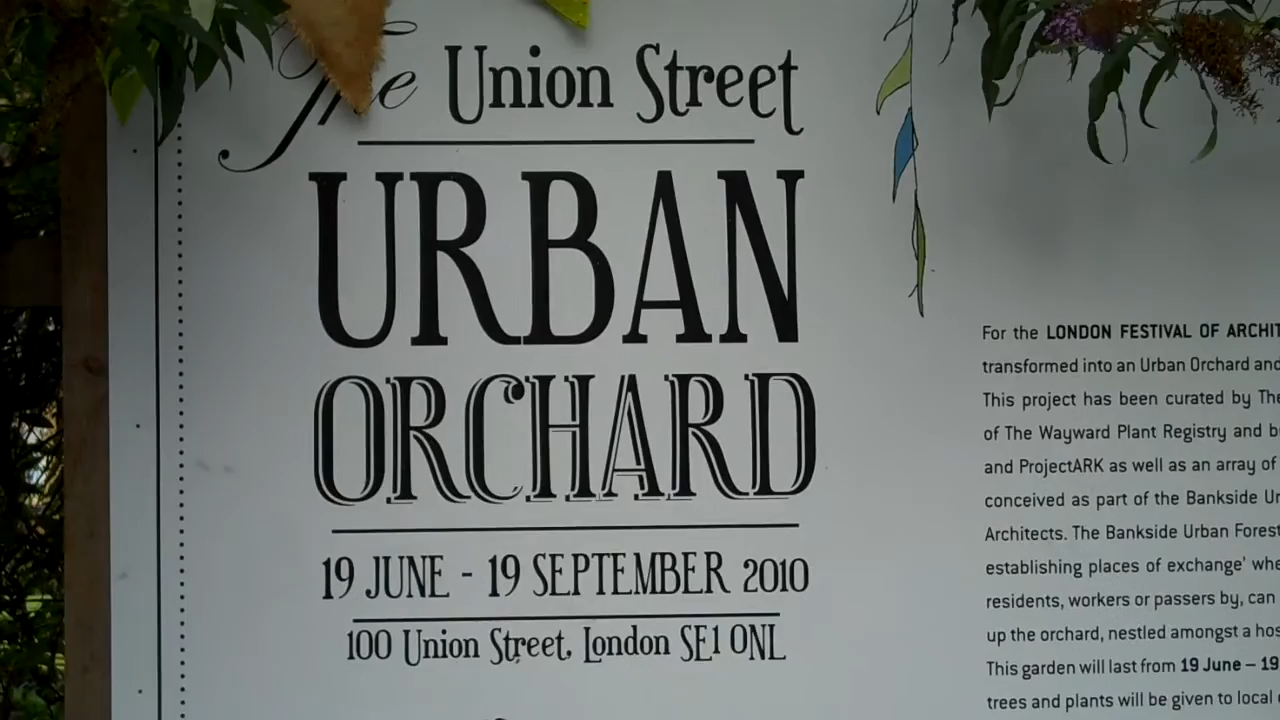 The Union Street
URBAN
ORCHARD
19 JUNE - 19 SEPTEMBER 2010
100 Union Street, London SE1 0NL
For the LONDON FESTIVAL OF
transformed into an Urban Orchard and
This project has been curated by The
of The Wayward Plant Registry and
and ProjectARK as well as an array of
conceived as part of the Bankside
Architects. The Bankside Urban Forest
establishing places of exchange'
residents, workers or passers by, can
up the orchard, nestled amongst a
This garden will last from 19 June – 19
trees and plants will be given to local